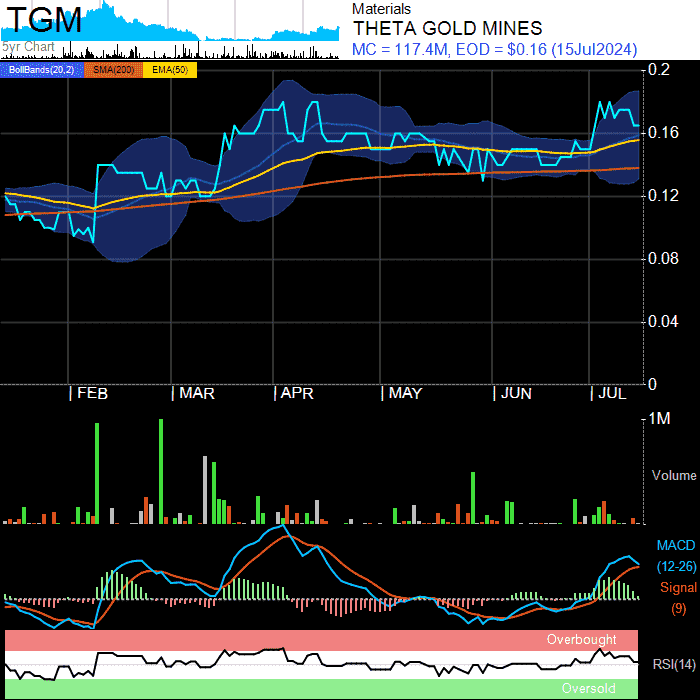 TGM
5yr Chart
Materials
THETA GOLD MINES
MC = 117.4M, EOD = $0.16 (15Jul2024)
BollBands(20,2) SMA(200) EMA(50)
0.2
0.16
0.12
0.08
0.04
0
FEB MAR APR MAY JUN JUL
1M
Volume
MACD
(12-26)
Signal
(9)
Overbought
RSI(14)
Oversold